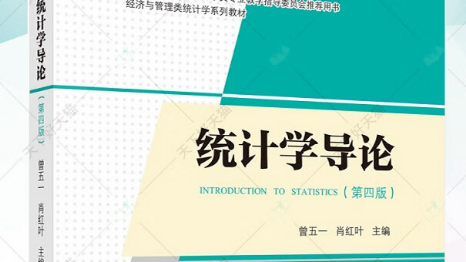 专业教学指导委员会推荐用书
经济与管理类统计学系列教材
统计学导论
INTRODUCTION TO STATISTICS（第四版）
曾五一 肖红叶 主编
统计学导论
（第四版）
曾五一 肖红叶 主编